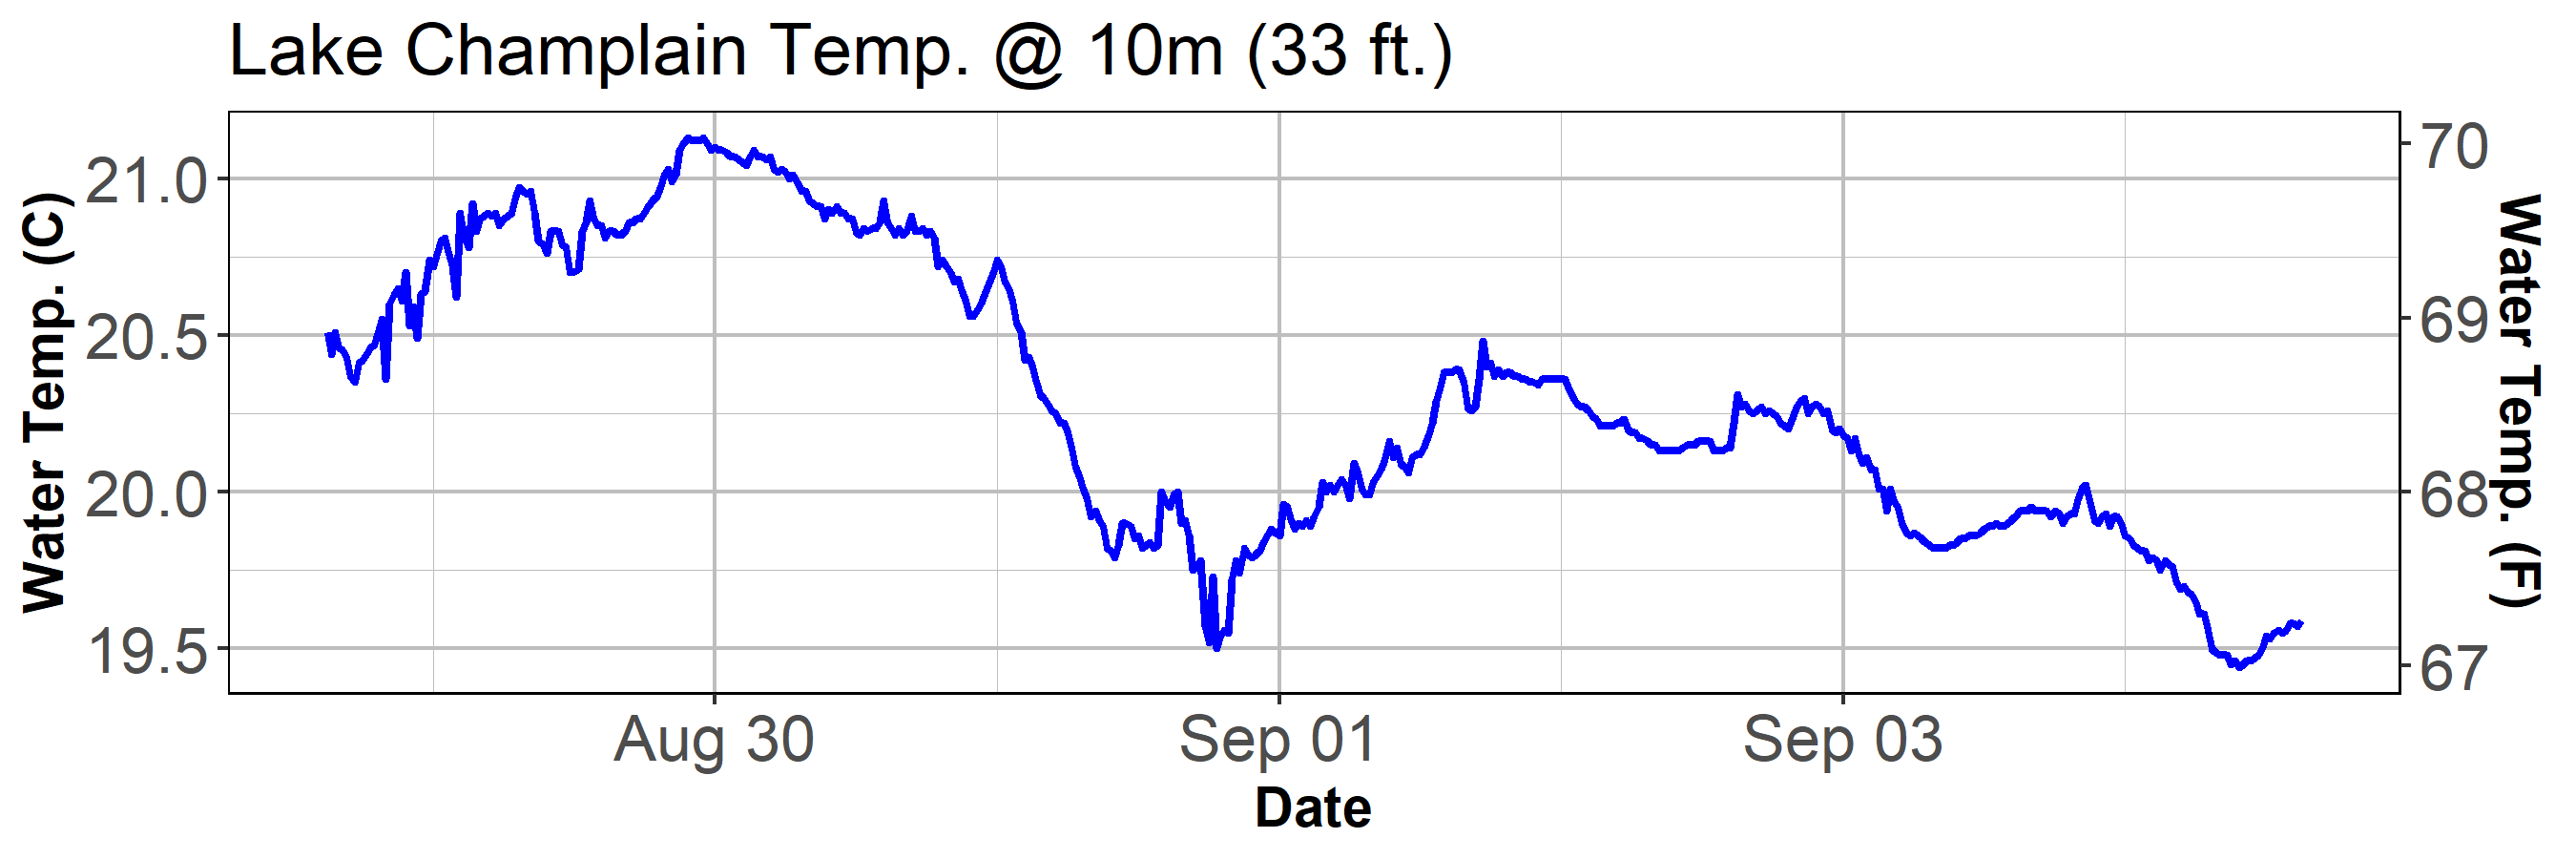 Lake Champlain Temp. @ 10m (33 ft.)
Water Temp. (C)
21.0
20.5
20.0
19.5
70
69
68
67
Water Temp. (F)
Aug 30
Sep 01
Sep 03
Date